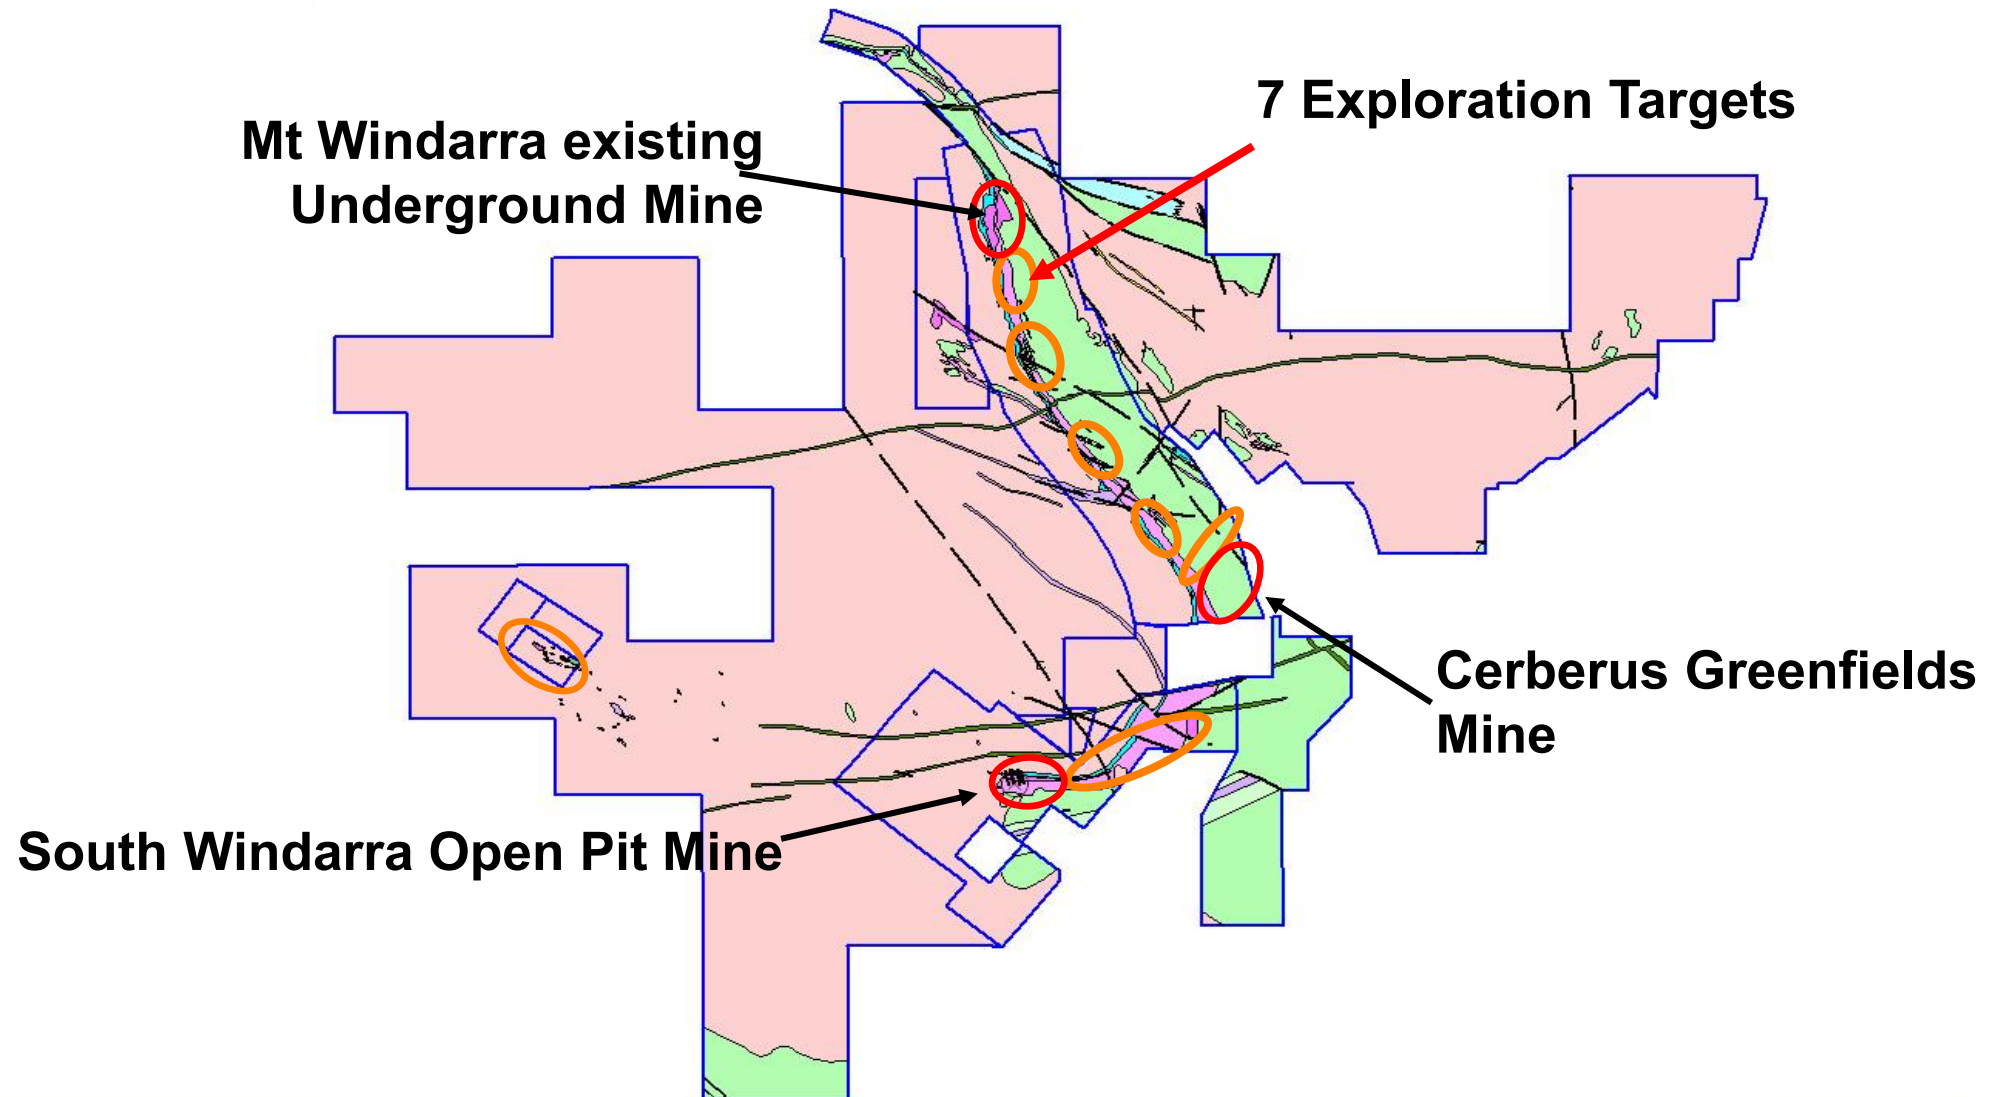 7 Exploration Targets
Mt Windarra existing
Underground Mine
Cerberus Greenfields
Mine
South Windarra Open Pit Mine